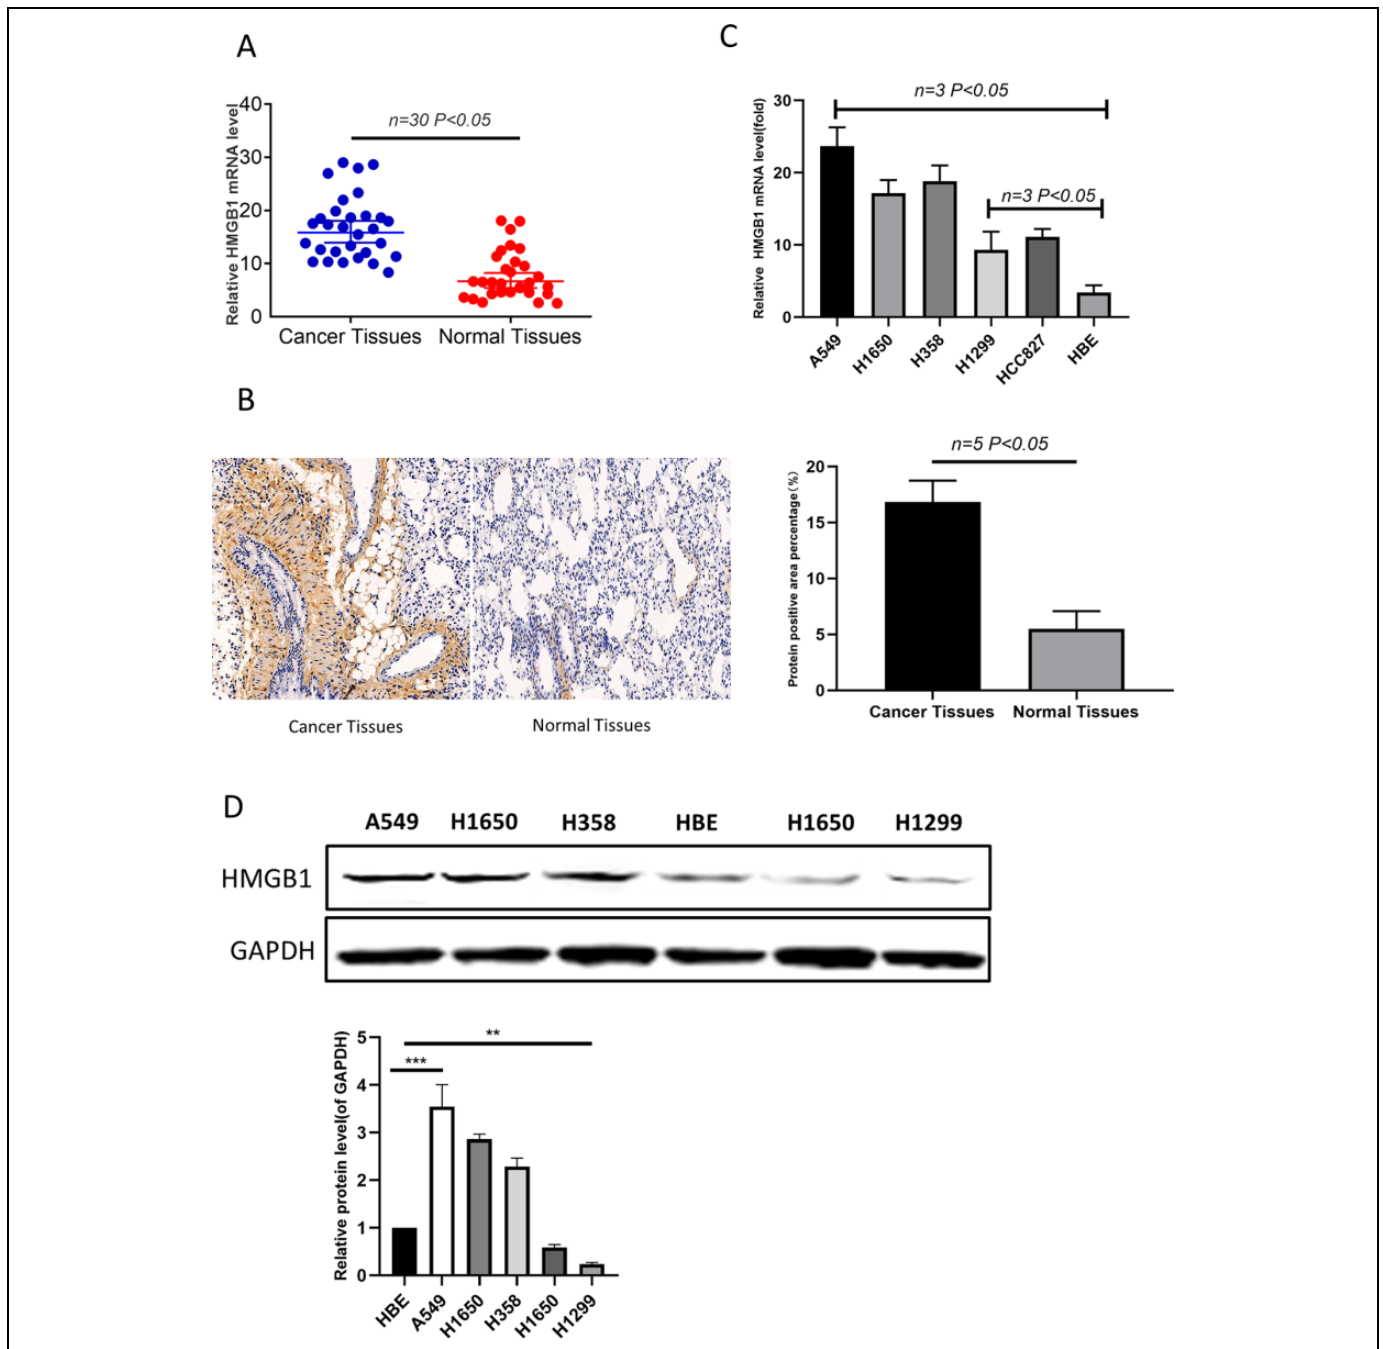 A
Relative HMGB1 mRNA level
40
30
20
10
0
n=30 P<0.05
Cancer Tissues
Normal Tissues
C
Relative HMGB1 mRNA level(fold)
30
20
10
0
n=3 P<0.05
n=3 P<0.05
A549
H1650
H358
H1299
HCC827
HBE
B
Cancer Tissues
Normal Tissues
Protein positive area percentage(%)
20
15
10
5
0
n=5 P<0.05
Cancer Tissues
Normal Tissues
D
A549 H1650 H358 HBE H1650 H1299
HMGB1
GAPDH
Relative protein level(of GAPDH)
5
4
3
2
1
0
**
***
HBE
A549
H1650
H358
H1650
H1299